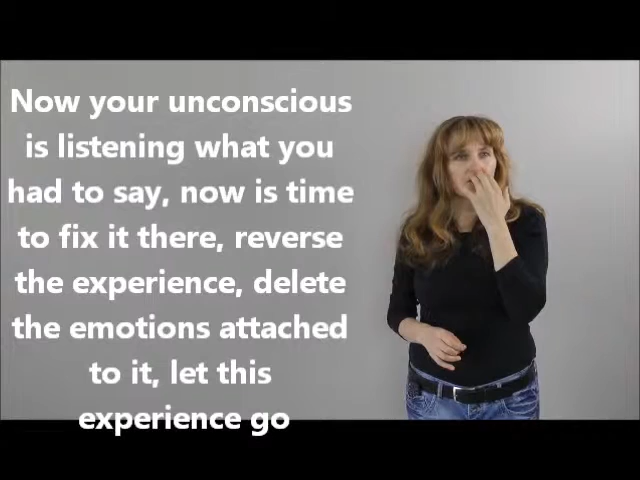 Now your unconscious
is listening what you
had to say, now is time
to fix it there, reverse
the experience, delete
the emotions attached
to it, let this
experience go